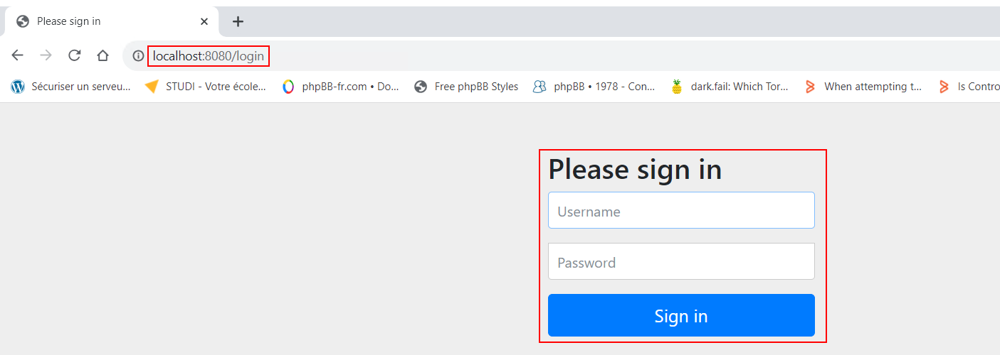 Please sign in
localhost:8080/login
Sécuriser un serveu... STUDI - Votre école... phpBB-fr.com • Do... Free phpBB Styles phpBB • 1978 - Con... dark.fail: Which Tor... When attempting t... Is Contro
Please sign in
Username
Password
Sign in